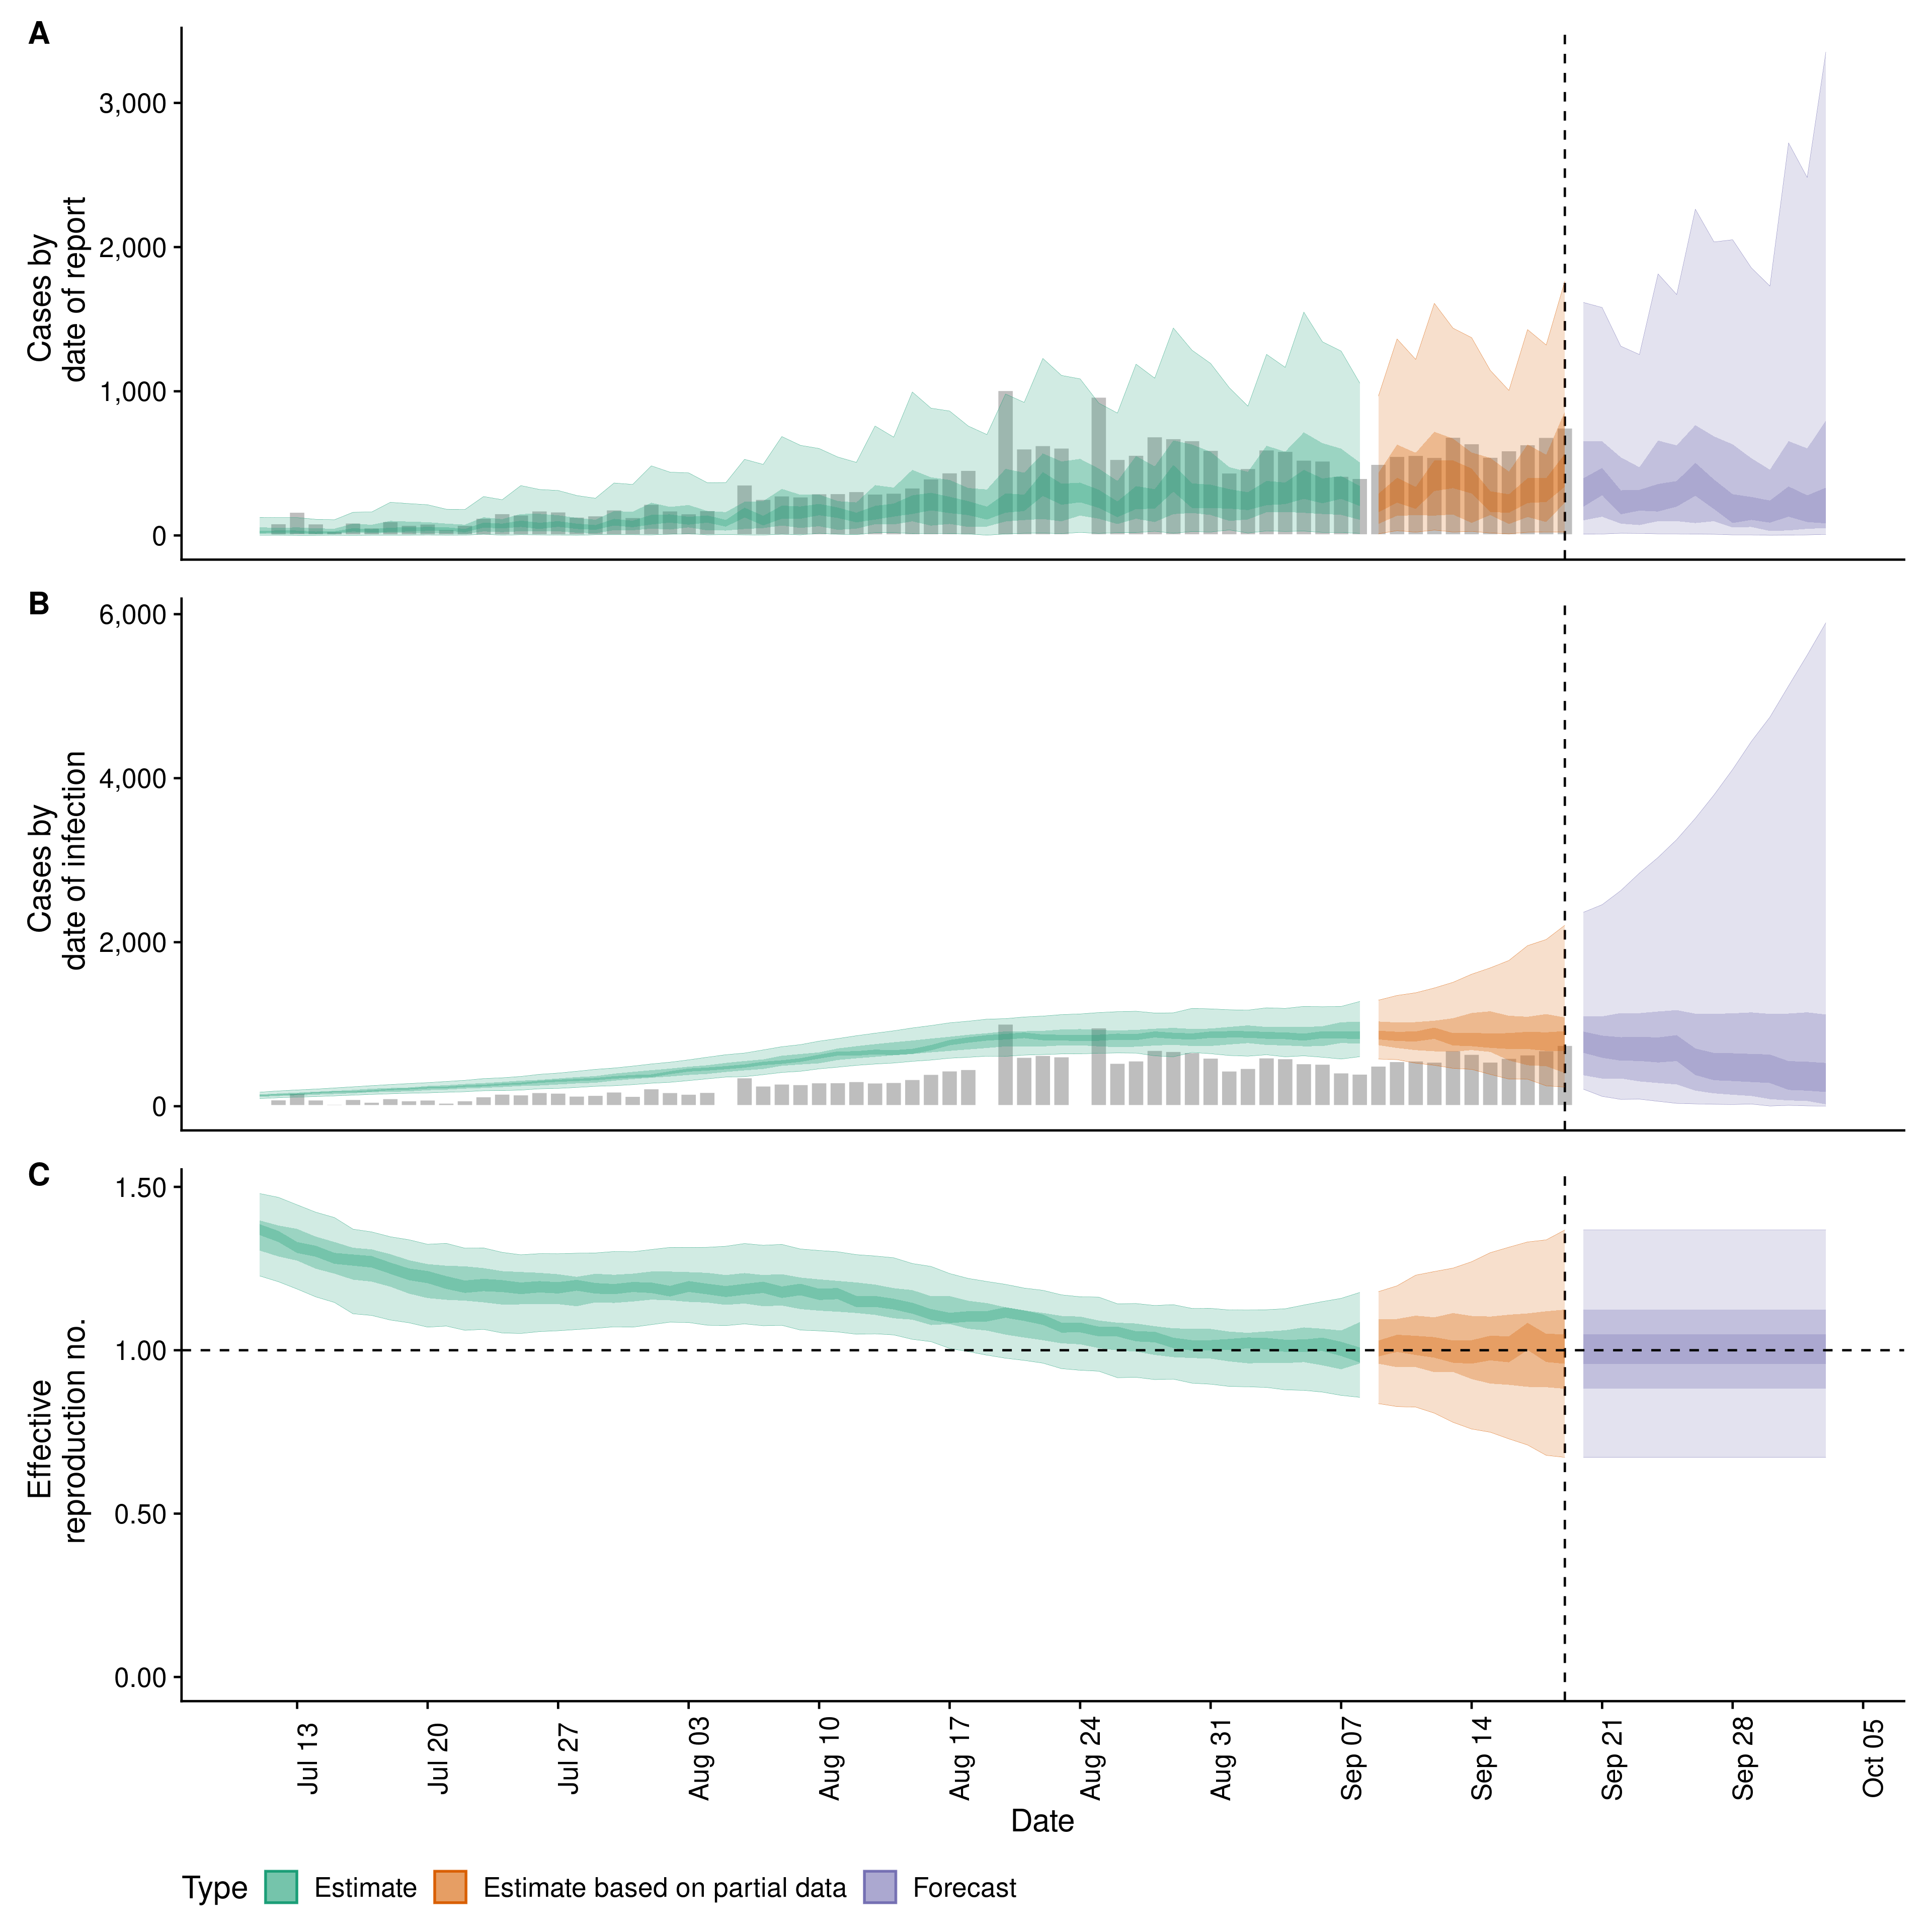 A
Cases by
date of report
3,000
2,000
1,000
0
B
Cases by
date of infection
6,000
4,000
2,000
0
C
Effective
reproduction no.
1.50
1.00
0.50
0.00
Jul 13
Jul 20
Jul 27
Aug 03
Aug 10
Aug 17
Aug 24
Aug 31
Sep 07
Sep 14
Sep 21
Sep 28
Oct 05
Date
Type Estimate Estimate based on partial data Forecast